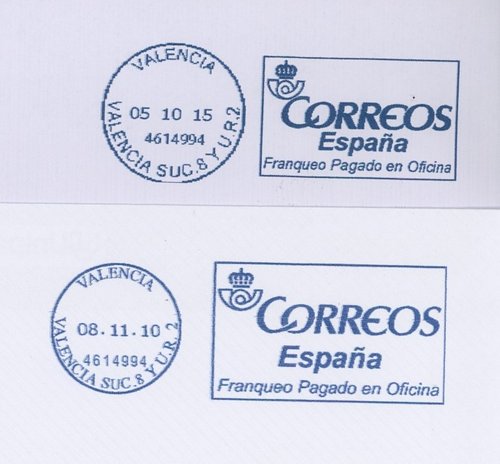 VALENCIA
05 10 15
4614994
VALENCIA SUC.8 Y U.R.2
CORREOS
España
Franqueo Pagado en Oficina
VALENCIA
08.11.10
4614994
VALENCIA SUC.8 Y U.R.2
CORREOS
España
Franqueo Pagado en Oficina